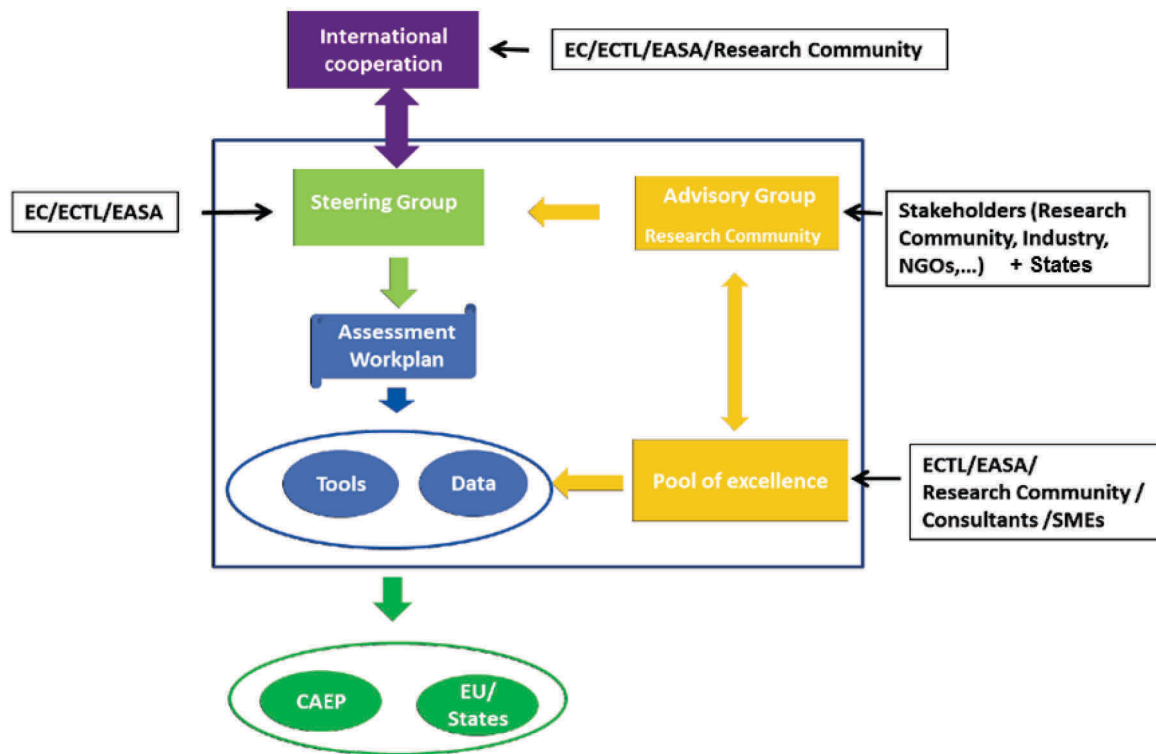 International
cooperation
EC/ECTL/EASA/Research Community
EC/ECTL/EASA
Steering Group
Advisory Group
Research Community
Stakeholders (Research
Community, Industry,
NGOs,...) + States
Assessment
Workplan
Tools
Data
Pool of excellence
ECTL/EASA/
Research Community /
Consultants /SMEs
CAEP
EU/
States